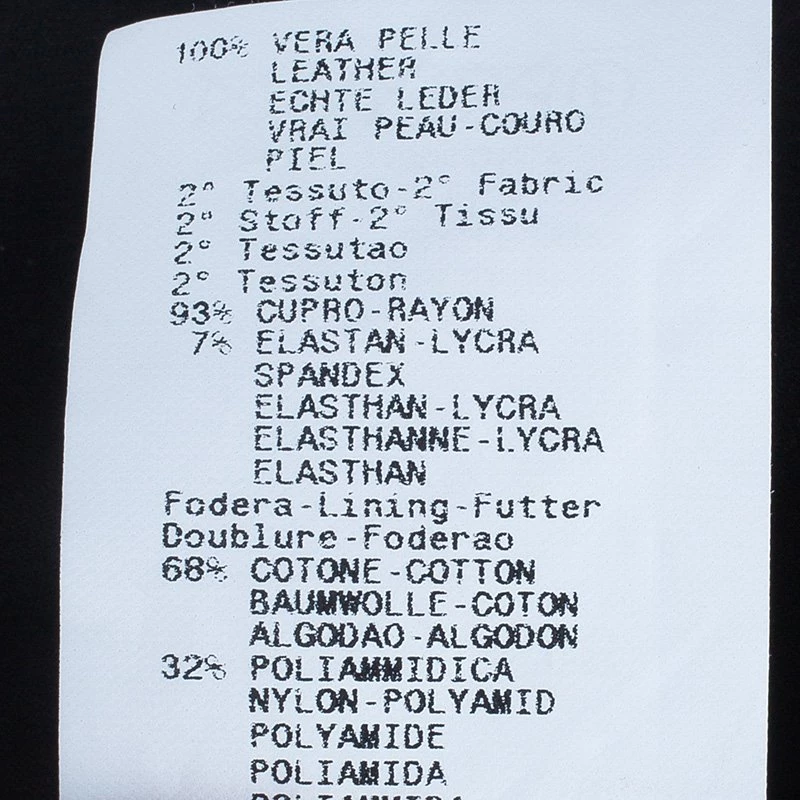 100% VERA PELLE
LEATHER
ECHTE LEDER
VRAI PEAU-COURO
PIEL
2^ Tessuto-2° Fabric
2° Stoff-2° Tissu
2° Tessutao
2° Tessuton
93% CUPRO-RAYON
7% ELASTAN-LYCRA
SPANDEX
ELASTHAN-LYCRA
ELASTHANNE-LYCRA
ELASTHAN
Fodera-Lining-Futter
Doublure-Foderao
68% COTONE-COTTON
BAUMWOLLE-COTON
ALGODAO-ALGODON
32% POLIAMMIDICA
NYLON-POLYAMID
POLYAMIDE
POLIAMIDA